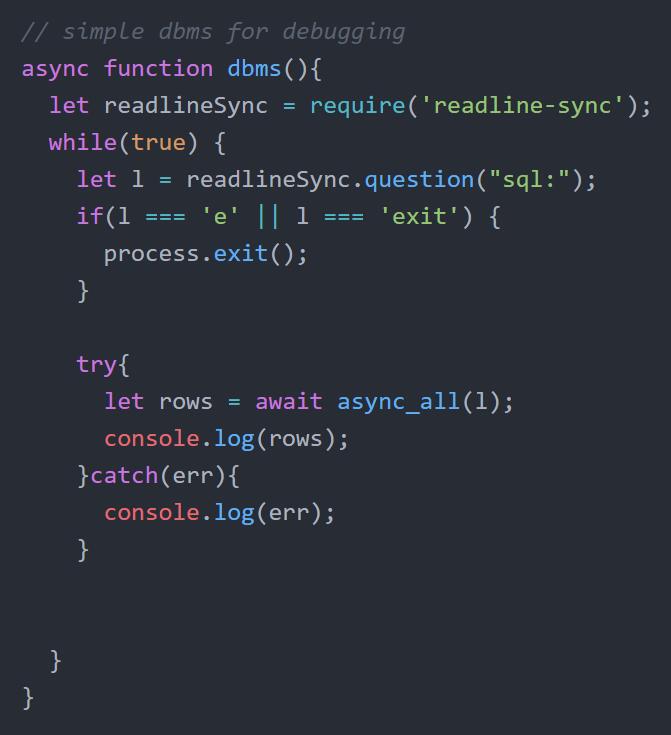 // simple dbms for debugging
async function dbms(){
  let readlineSync = require('readline-sync');
  while(true) {
    let l = readlineSync.question("sql:");
    if(l === 'e' || l === 'exit') {
      process.exit();
    }

    try{
      let rows = await async_all(l);
      console.log(rows);
    }catch(err){
      console.log(err);
    }


  }
}